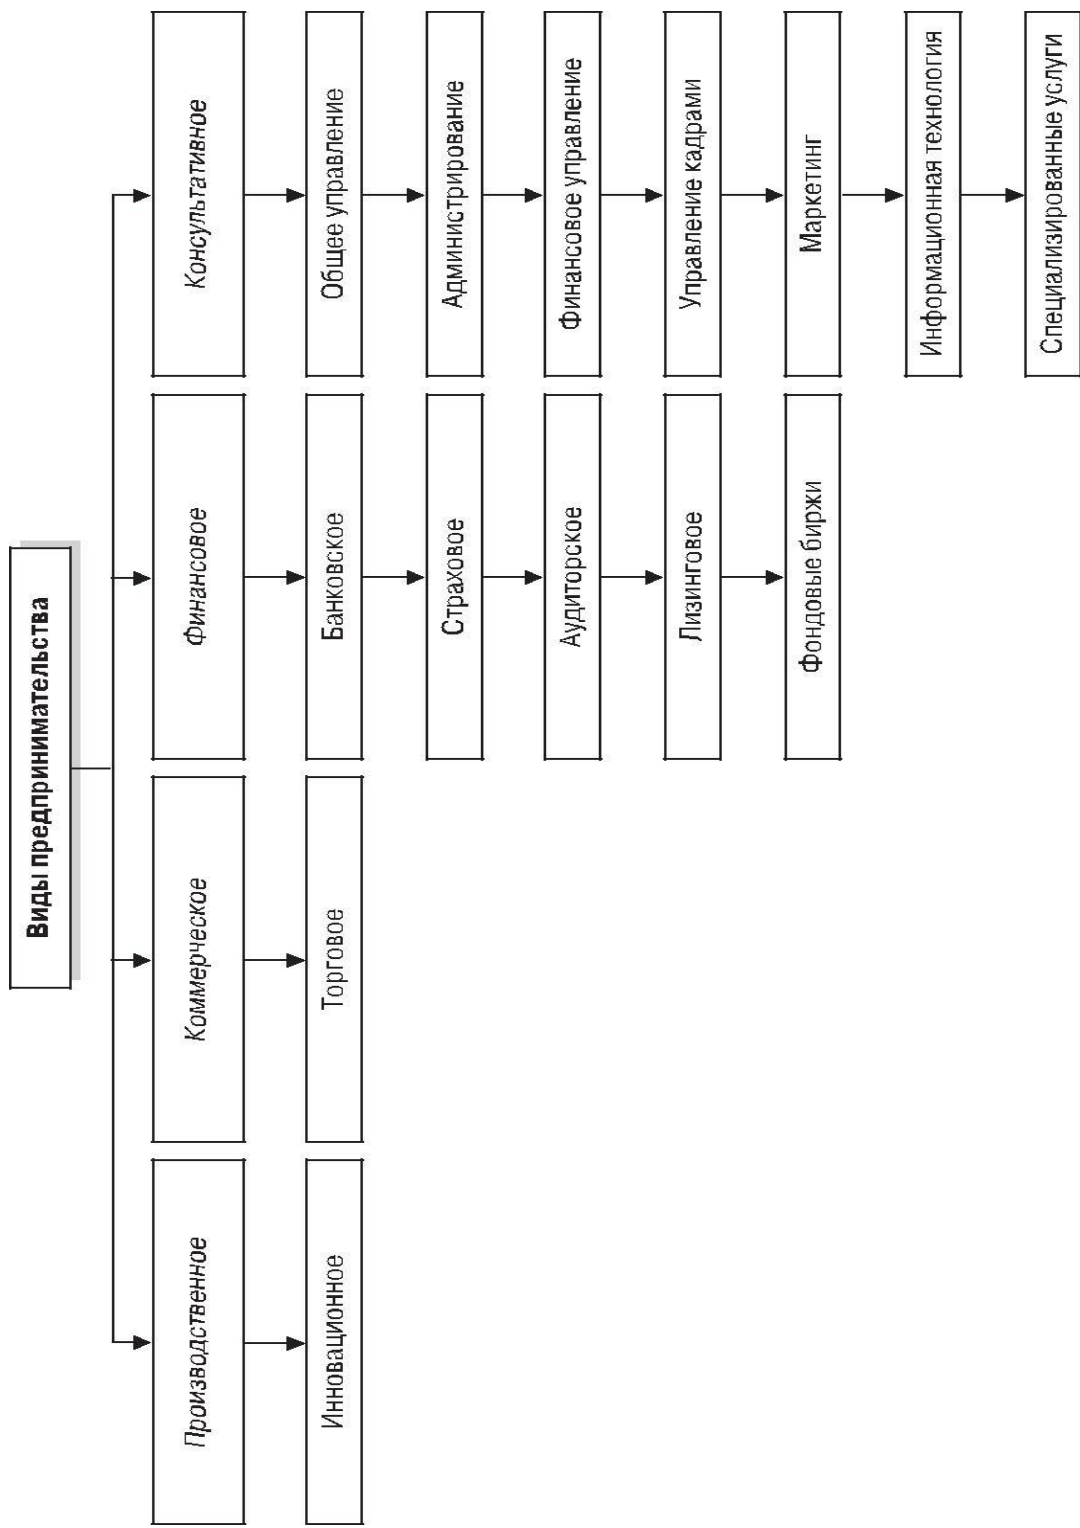 Виды предпринимательства
Производственное
Инновационное
Коммерческое
Торговое
Финансовое
Банковское
Страховое
Аудиторское
Лизинговое
Фондовые биржи
Консультативное
Общее управление
Администрирование
Финансовое управление
Управление кадрами
Маркетинг
Информационная технология
Специализированные услуги